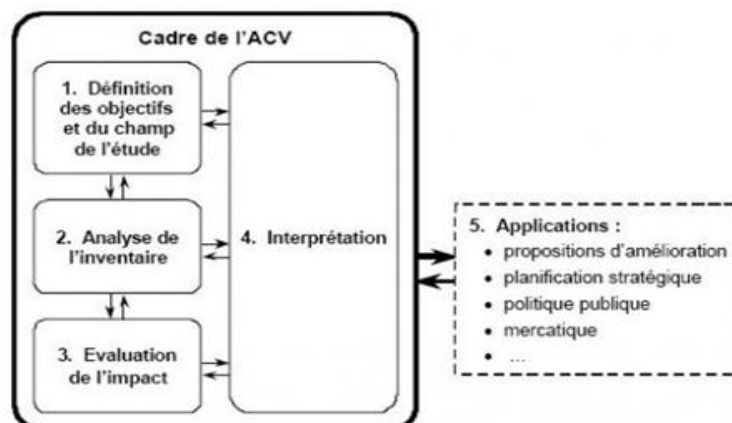 Cadre de l'ACV
1. Définition
des objectifs
et du champ
de l'étude
2. Analyse de
l'inventaire
3. Evaluation
de l'impact
4. Interprétation
5. Applications :
• propositions d'amélioration
• planification stratégique
• politique publique
• mercatique
• ...